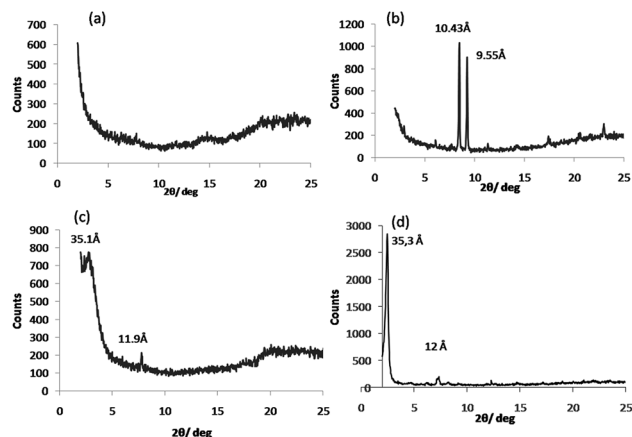 (a)
700
600
500
400
300
200
100
0
Counts
0 5 10 15 20 25
2θ/ deg
(b)
1200
1000
800
600
400
200
0
Counts
10.43Å
9.55Å
0 5 10 15 20 25
2θ/ deg
(c)
900
800
700
600
500
400
300
200
100
0
Counts
35.1Å
11.9Å
0 5 10 15 20 25
2θ/ deg
(d)
3500
3000
2500
2000
1500
1000
500
0
Counts
35,3 Å
12 Å
0 5 10 15 20 25
2θ/ deg